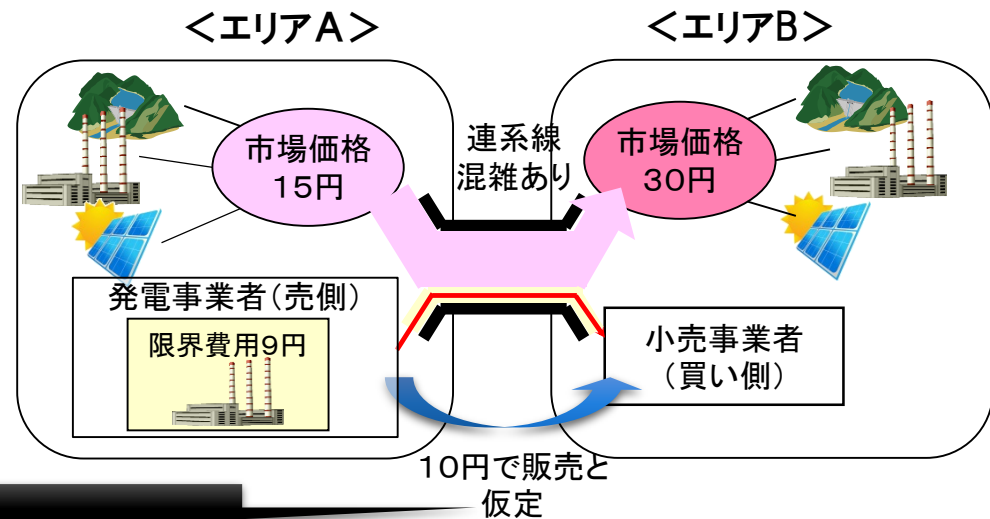 ＜エリアA＞
＜エリアB＞
市場価格
15円
連系線
混雑あり
市場価格
30円
発電事業者（売側）
限界費用9円
小売事業者
（買い側）
10円で販売と
仮定